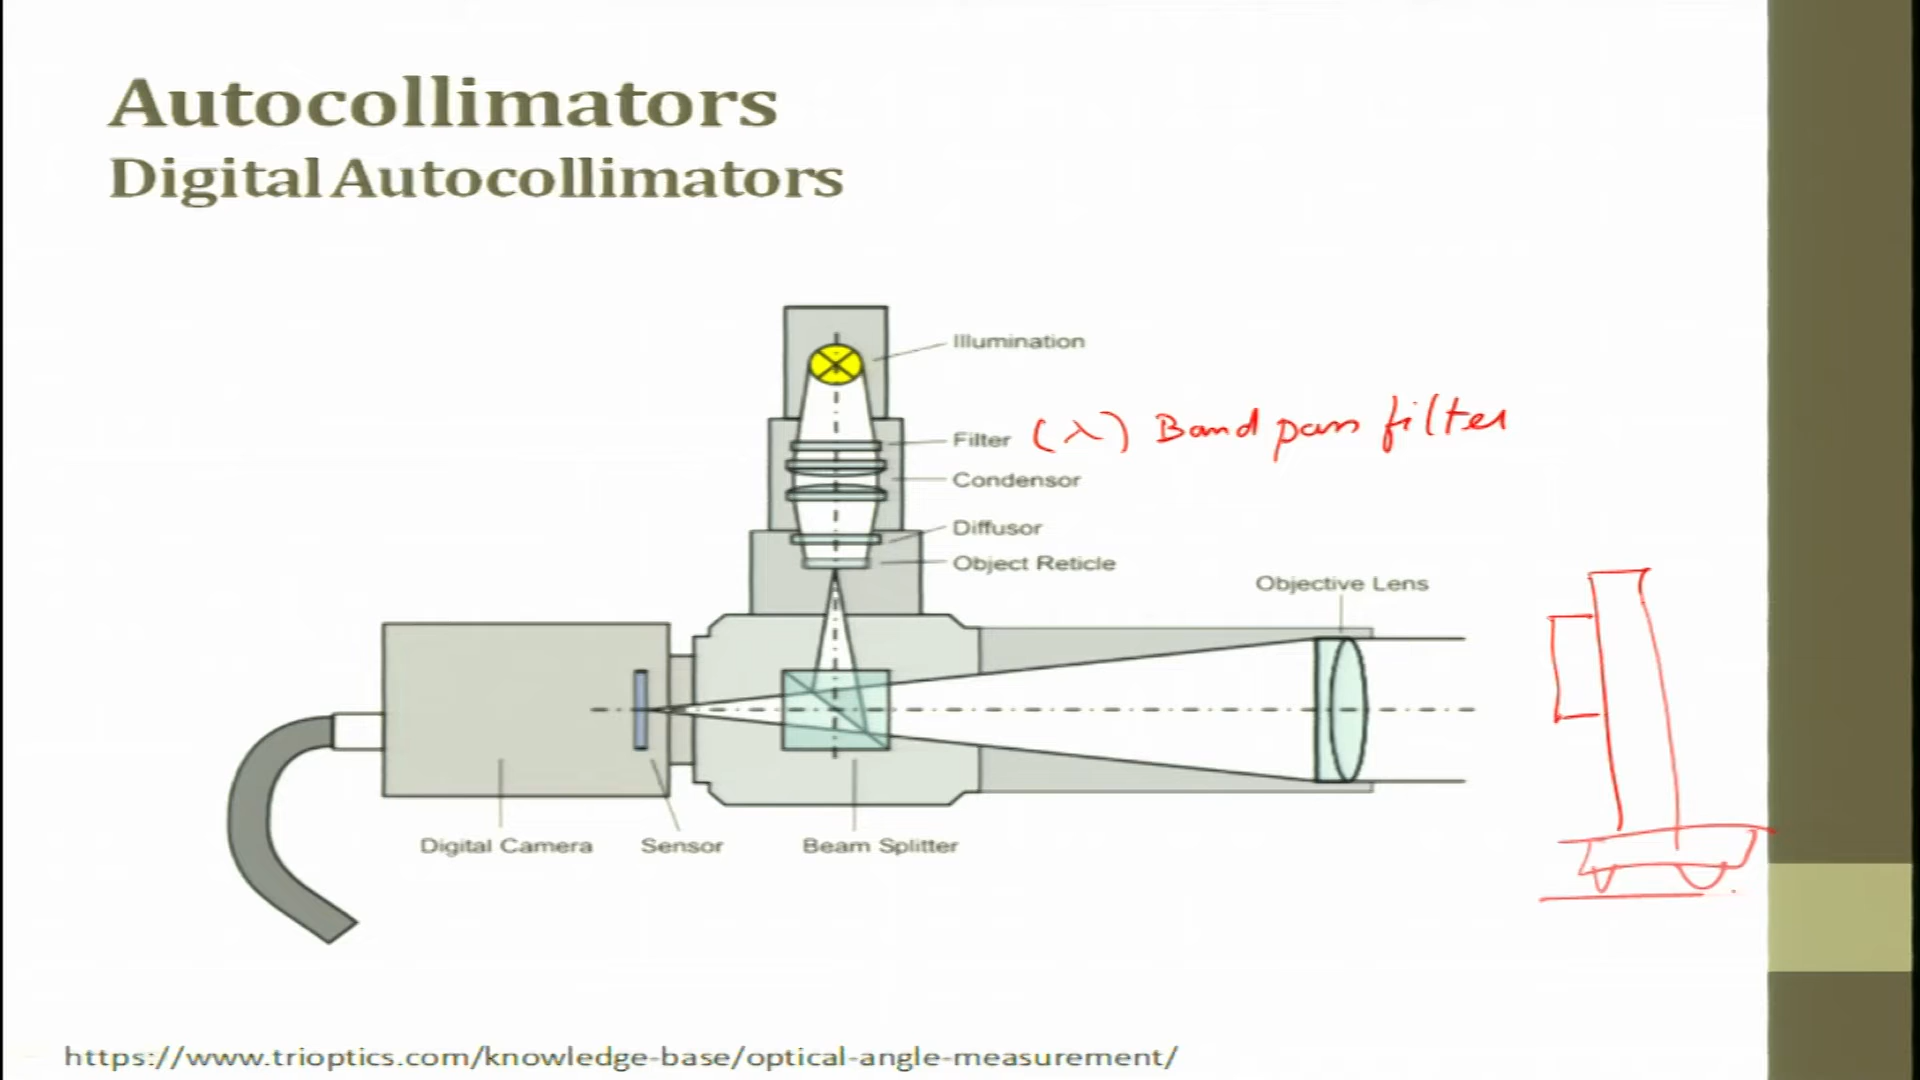 Autocollimators
Digital Autocollimators
Illumination
Filter (λ) Band pass filter
Condensor
Diffusor
Object Reticle
Objective Lens
Digital Camera Sensor Beam Splitter
https://www.trioptics.com/knowledge-base/optical-angle-measurement/